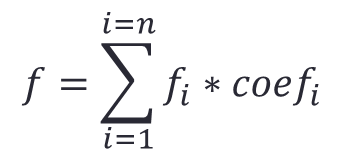 i=n
f = ∑ fᵢ * coefᵢ
i=1